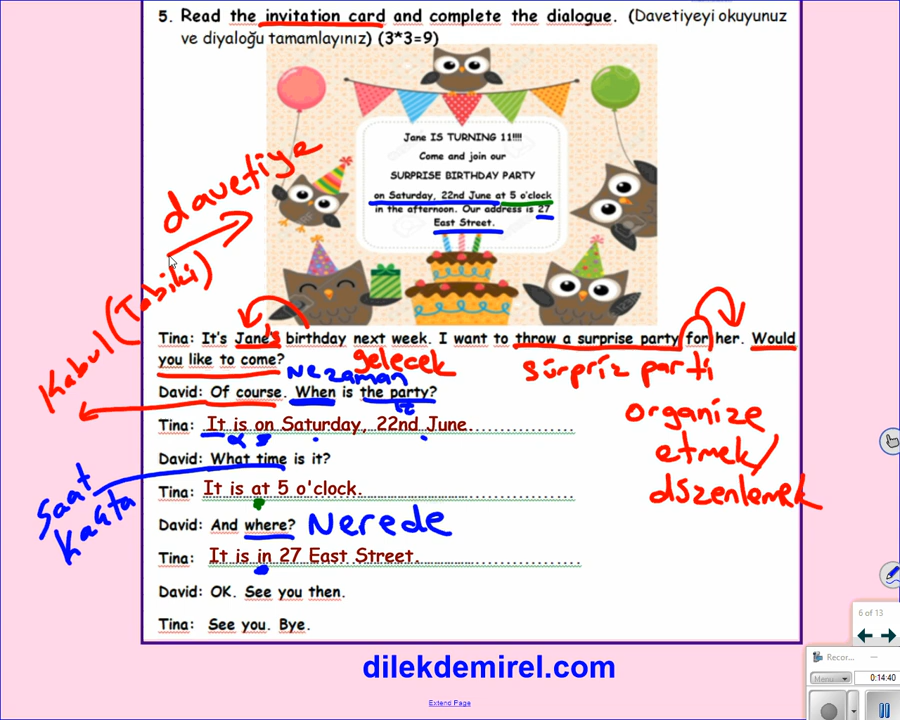 5. Read the invitation card and complete the dialogue. (Davetiyeyi okuyunuz
ve diyaloğu tamamlayınız) (3*3=9)
Jane IS TURNING 11!!!!
Come and join our
SURPRISE BIRTHDAY PARTY
on Saturday, 22nd June at 5 o'clock
in the afternoon. Our address is 27
East Street.
davetiye
Kabul (Tabiki)
Tina: It's Jane's birthday next week. I want to throw a surprise party for her. Would
you like to come?
gelecek
sürpriz parti
organize
etmek/
düzenlemek
Ne zaman
David: Of course. When is the party?
It
Tina: It is on Saturday, 22nd June
David: What time is it?
Saat
Kaçta
Tina: It is at 5 o'clock.
David: And where?
Nerede
Tina: It is in 27 East Street.
David: OK. See you then.
Tina: See you. Bye.
dilekdemirel.com
Extend Page
6 of 13
Recor...
Menu
0:14:40